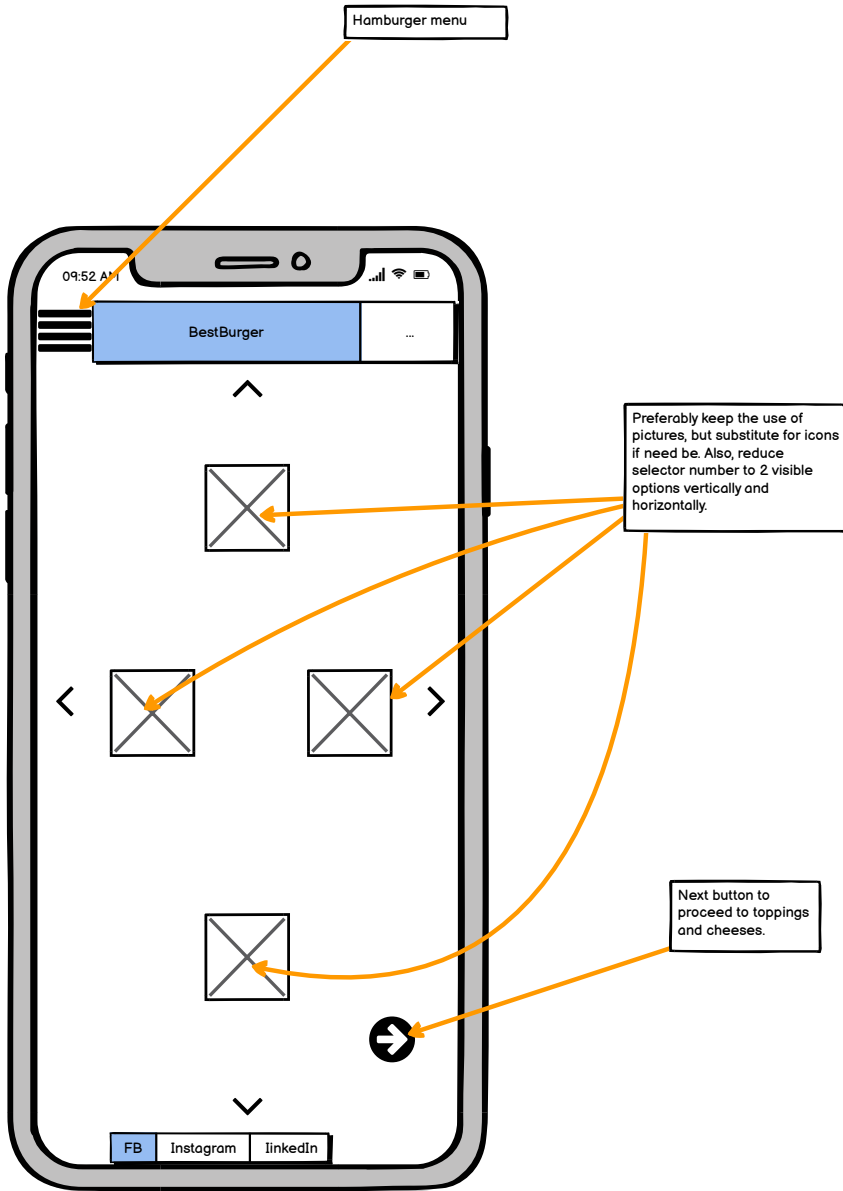 Hamburger menu
09:52 AM
BestBurger
...
Preferably keep the use of
pictures, but substitute for icons
if need be. Also, reduce
selector number to 2 visible
options vertically and
horizontally.
Next button to
proceed to toppings
and cheeses.
FB
Instagram
IinkedIn